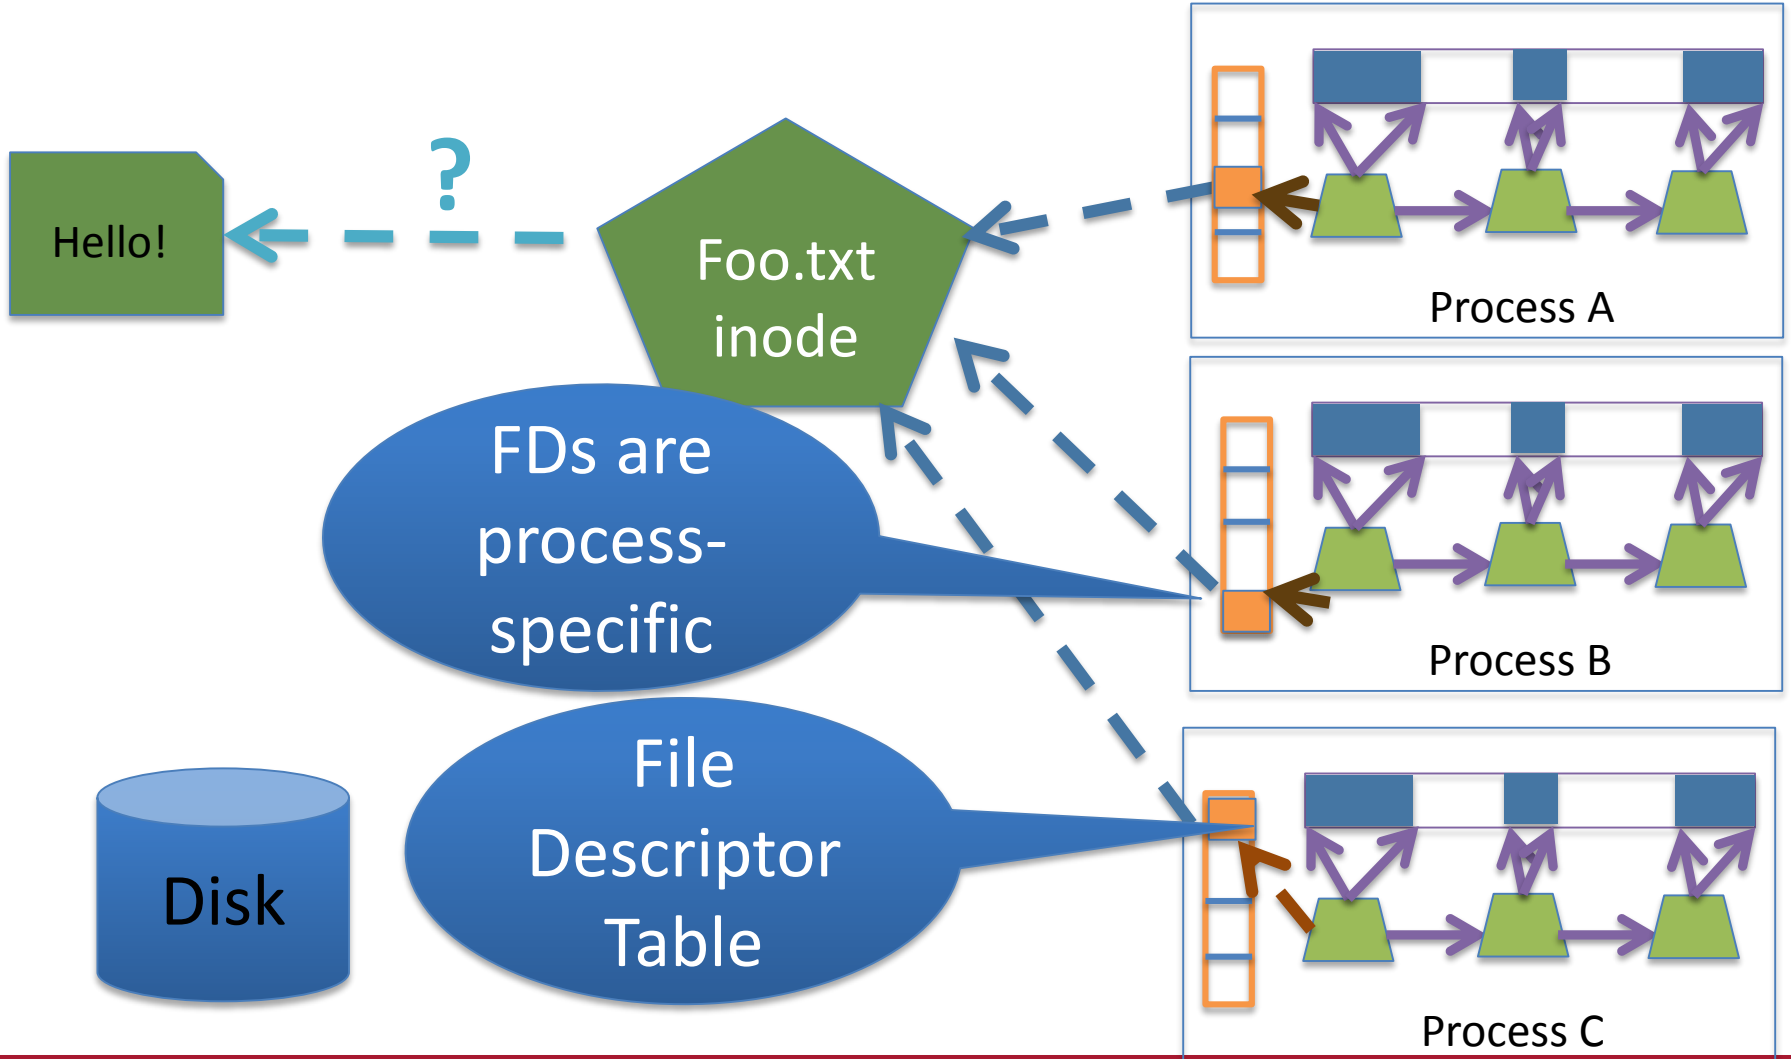 ?
Hello!
Foo.txt
inode
Process A
FDs are
process-
specific
Process B
File
Descriptor
Table
Disk
Process C